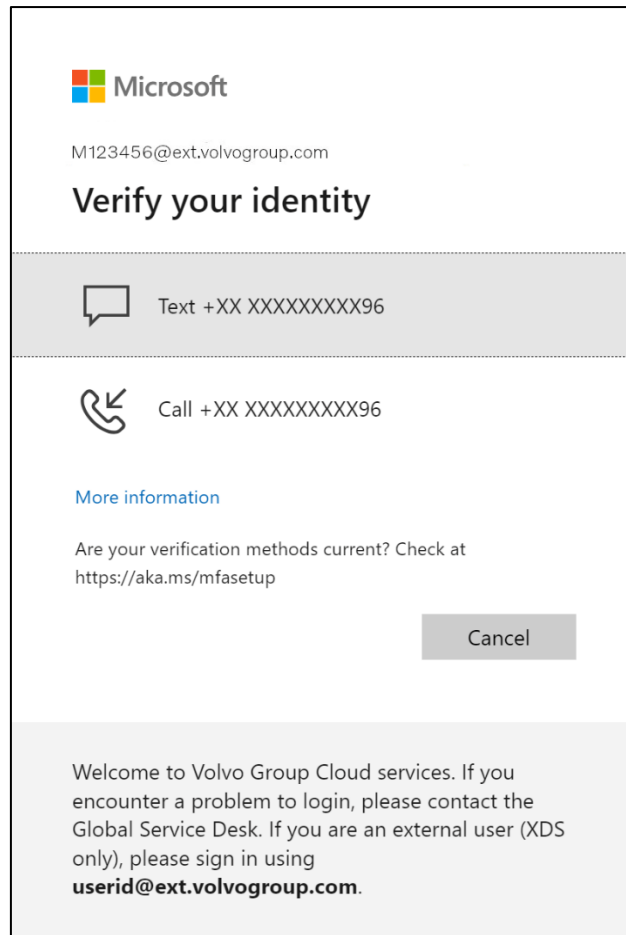 Microsoft
M123456@ext.volvogroup.com
Verify your identity
Text +XX XXXXXXXXX96
Call +XX XXXXXXXXX96
More information
Are your verification methods current? Check at
https://aka.ms/mfasetup
Cancel
Welcome to Volvo Group Cloud services. If you
encounter a problem to login, please contact the
Global Service Desk. If you are an external user (XDS
only), please sign in using
userid@ext.volvogroup.com.